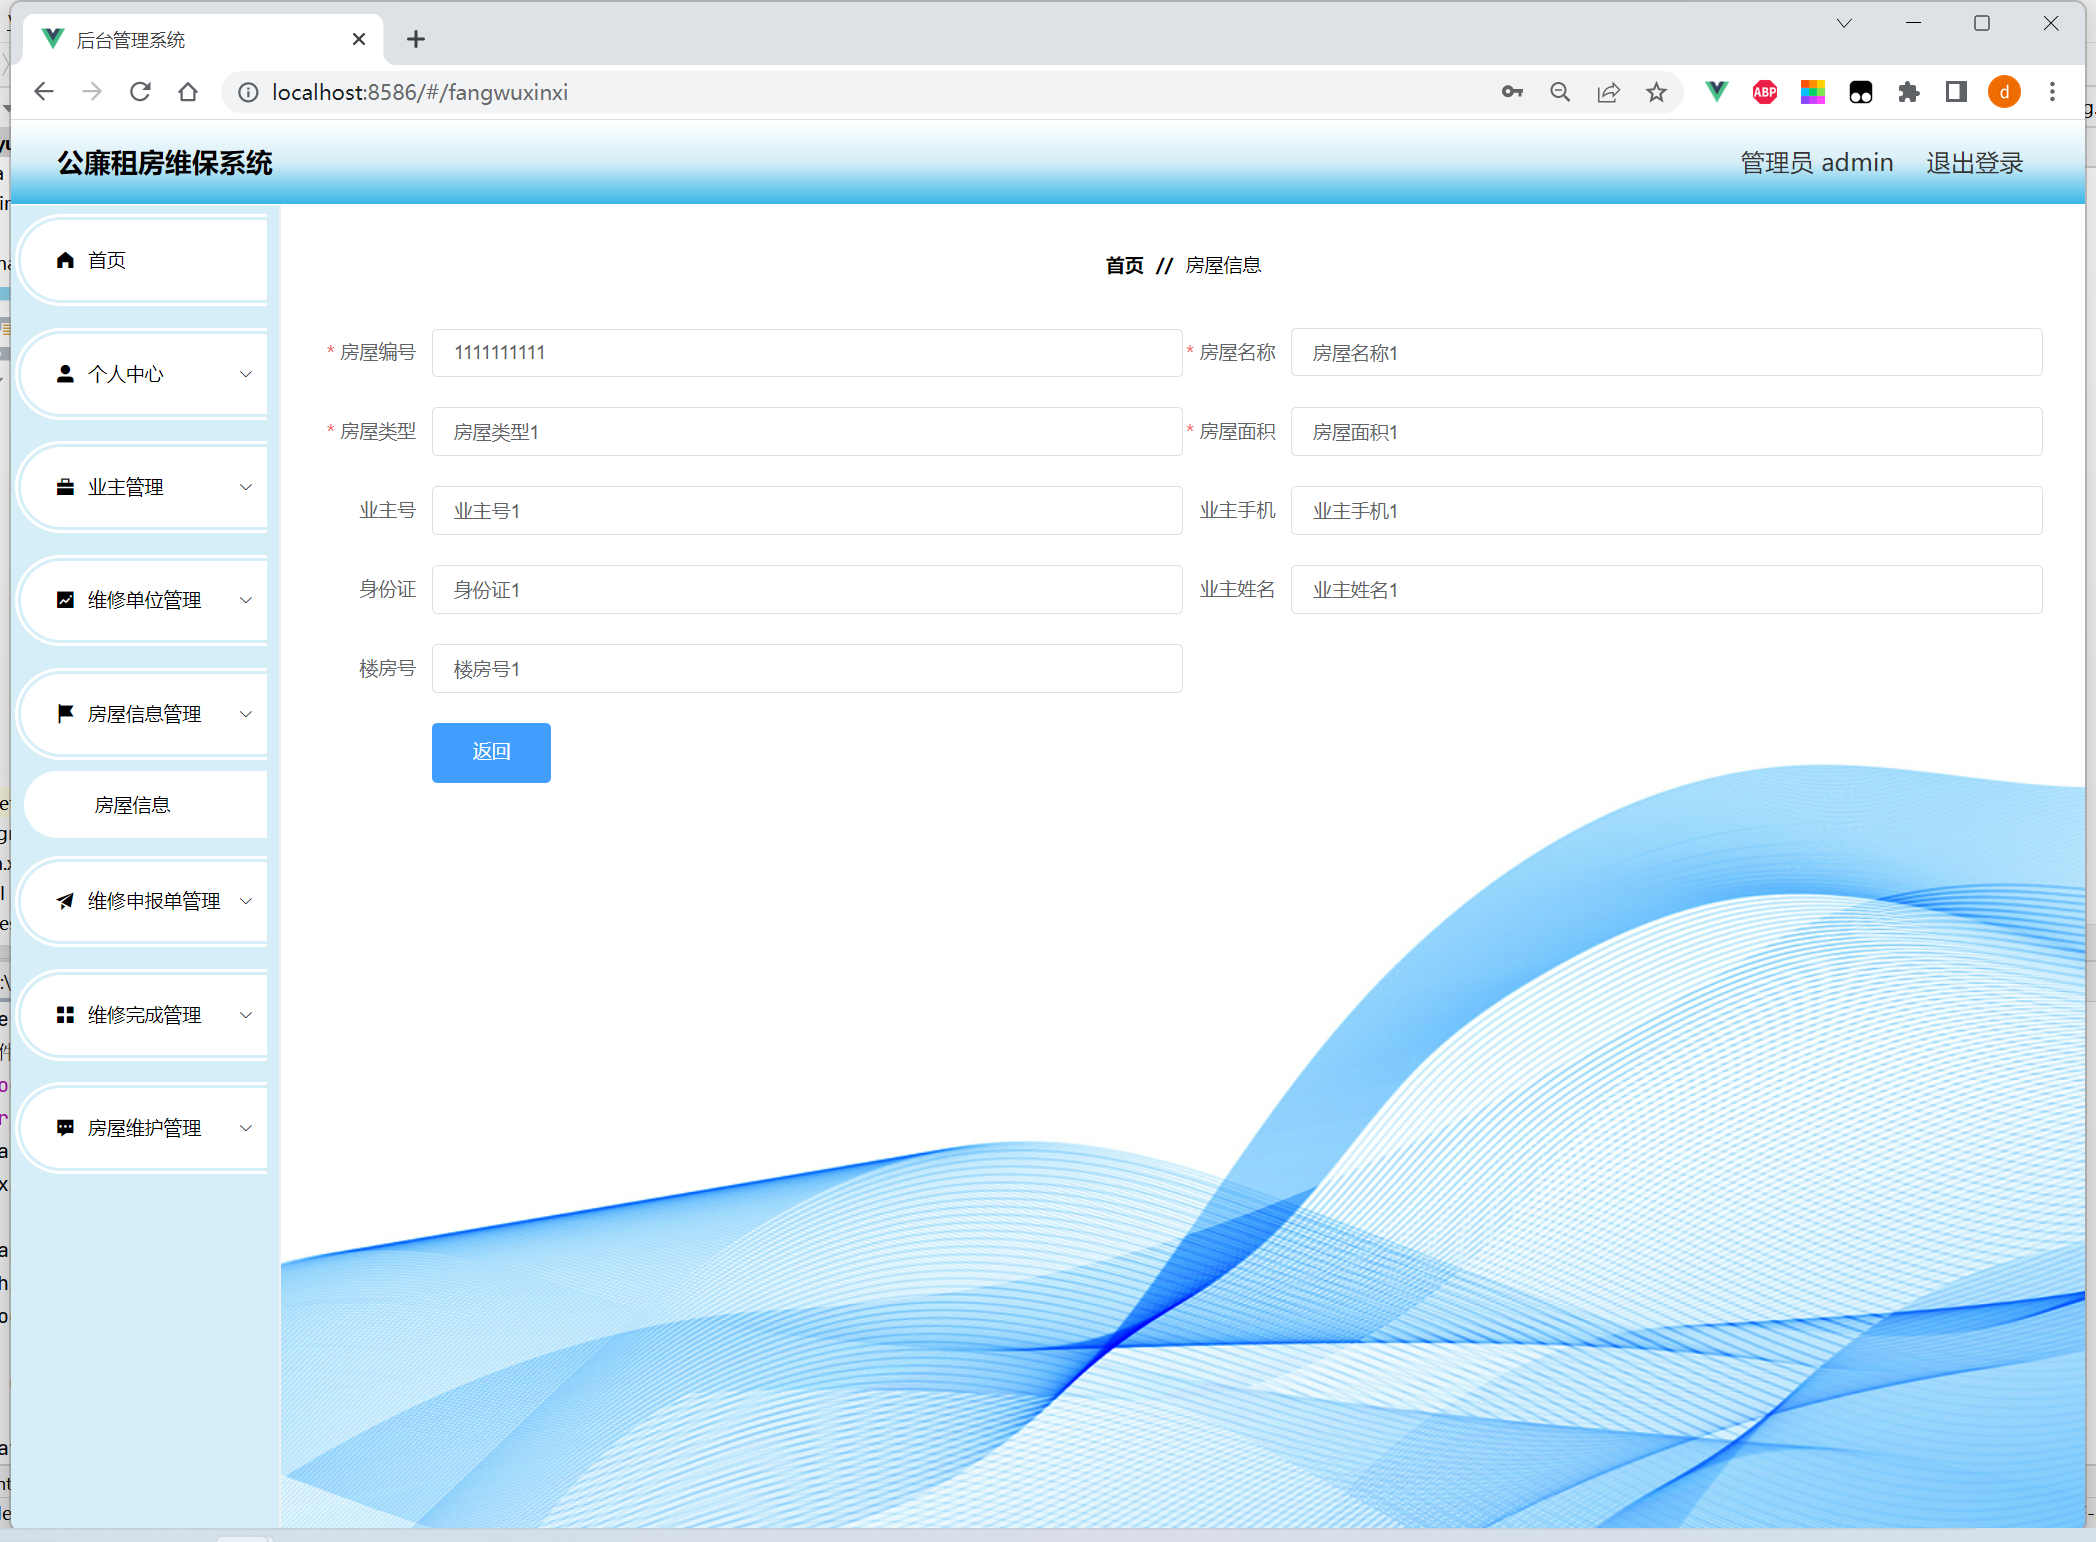 后台管理系统
localhost:8586/#/fangwuxinxi
ABP
d
公廉租房维保系统
管理员 admin 退出登录
首页
个人中心
业主管理
维修单位管理
房屋信息管理
房屋信息
维修申报单管理
维修完成管理
房屋维护管理
首页 // 房屋信息
* 房屋编号 1111111111 * 房屋名称 房屋名称1
* 房屋类型 房屋类型1 * 房屋面积 房屋面积1
业主号 业主号1 业主手机 业主手机1
身份证 身份证1 业主姓名 业主姓名1
楼房号 楼房号1
返回